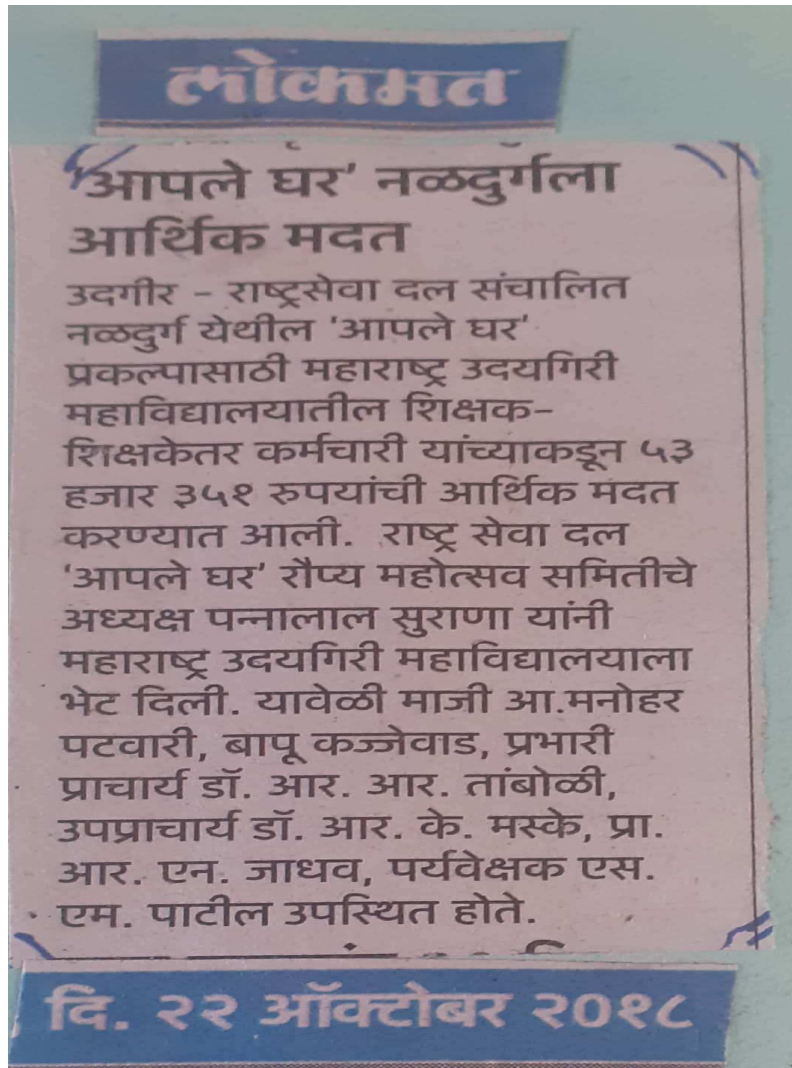 लोकमत
'आपले घर' नळदुर्गला
आर्थिक मदत
उदगीर - राष्ट्रसेवा दल संचालित
नळदुर्ग येथील 'आपले घर'
प्रकल्पासाठी महाराष्ट्र उदयगिरी
महाविद्यालयातील शिक्षक-
शिक्षकेतर कर्मचारी यांच्याकडून ५३
हजार ३५१ रुपयांची आर्थिक मदत
करण्यात आली. राष्ट्र सेवा दल
'आपले घर' रौप्य महोत्सव समितीचे
अध्यक्ष पन्नालाल सुराणा यांनी
महाराष्ट्र उदयगिरी महाविद्यालयाला
भेट दिली. यावेळी माजी आ.मनोहर
पटवारी, बापू कज्जेवाड, प्रभारी
प्राचार्य डॉ. आर. आर. तांबोळी,
उपप्राचार्य डॉ. आर. के. मस्के, प्रा.
आर. एन. जाधव, पर्यवेक्षक एस.
एम. पाटील उपस्थित होते.
दि. २२ ऑक्टोबर २०१८